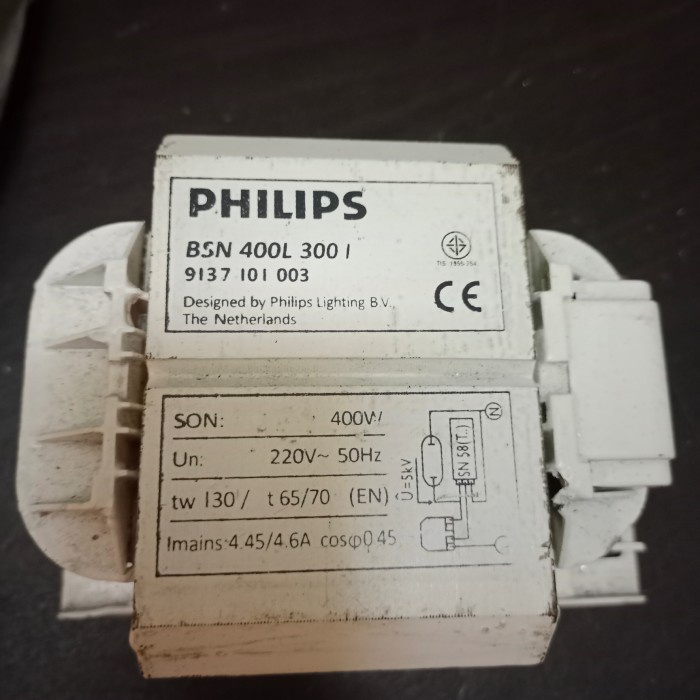 PHILIPS
BSN 400L 300 I
9137 101 003
Designed by Philips Lighting B.V.,
The Netherlands
CE
SON: 400W
Un: 220V~ 50Hz
tw 130 / t 65/70 (EN)
Imains:4.45/4.6A cosφ0.45
Û=5kV
SN 58(T..)
N